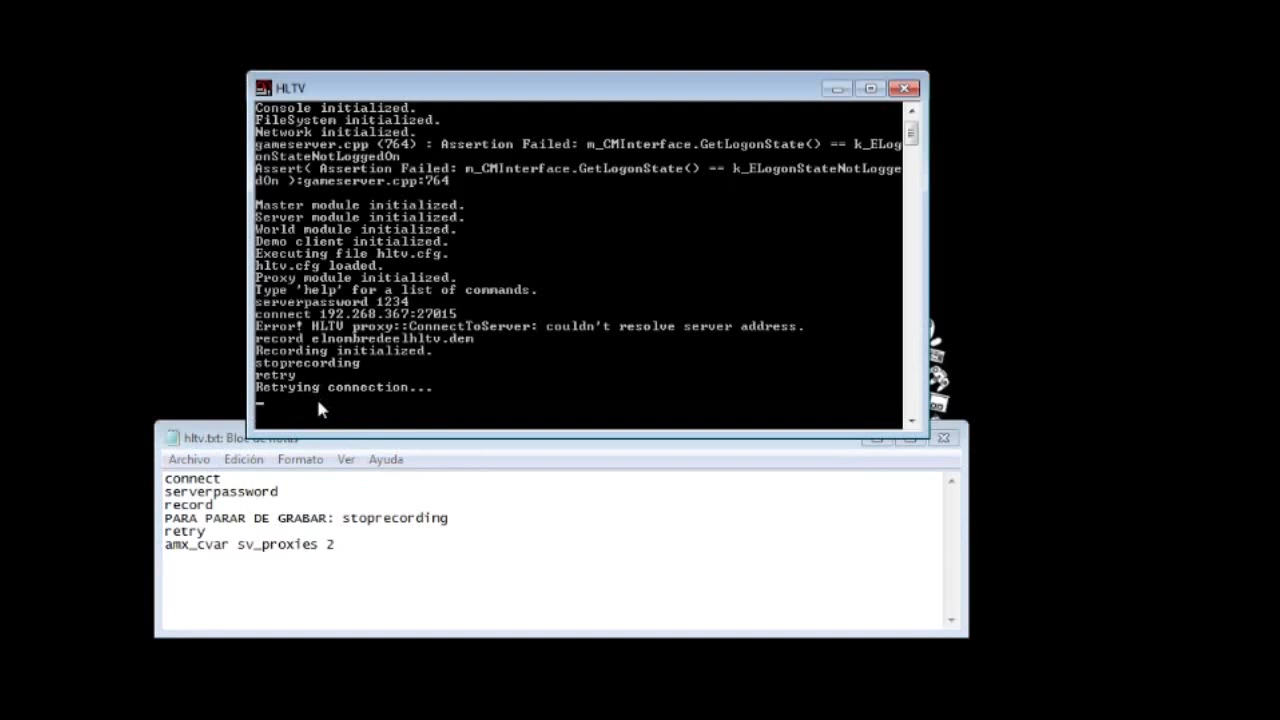 HLTV
Console initialized.
FileSystem initialized.
Network initialized.
gameserver.cpp (764) : Assertion Failed: m_CMInterface.GetLogonState() == k_ELog
onStateNotLoggedOn
Assert( Assertion Failed: m_CMInterface.GetLogonState() == k_ELogonStateNotLogge
dOn ):gameserver.cpp:764
Master module initialized.
Server module initialized.
World module initialized.
Demo client initialized.
Executing file hltv.cfg.
hltv.cfg loaded.
Proxy module initialized.
Type 'help' for a list of commands.
serverpassword 1234
connect 192.268.367:27015
Error! HLTV proxy::ConnectToServer: couldn't resolve server address.
record elnombredeelhltv.dem
Recording initialized.
stoprecording
retry
Retrying connection...
hltv.txt: Bloc de notas
Archivo Edición Formato Ver Ayuda
connect
serverpassword
record
PARA PARAR DE GRABAR: stoprecording
retry
amx_cvar sv_proxies 2